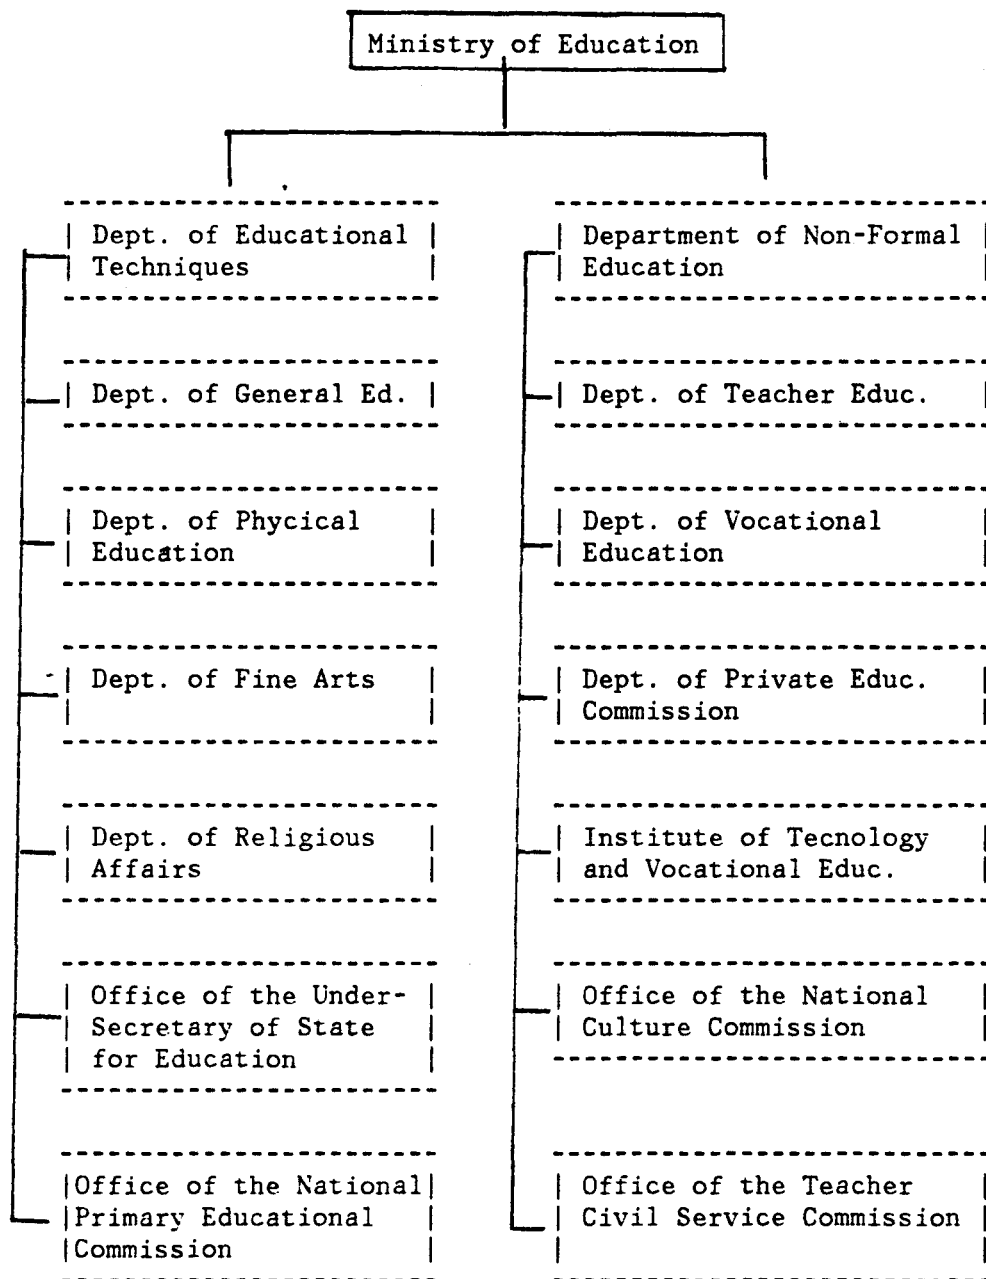 Ministry of Education
Dept. of Educational
Techniques
Dept. of General Ed.
Dept. of Phycical
Education
Dept. of Fine Arts
Dept. of Religious
Affairs
Office of the Under-
Secretary of State
for Education
Office of the National
Primary Educational
Commission
Department of Non-Formal
Education
Dept. of Teacher Educ.
Dept. of Vocational
Education
Dept. of Private Educ.
Commission
Institute of Tecnology
and Vocational Educ.
Office of the National
Culture Commission
Office of the Teacher
Civil Service Commission